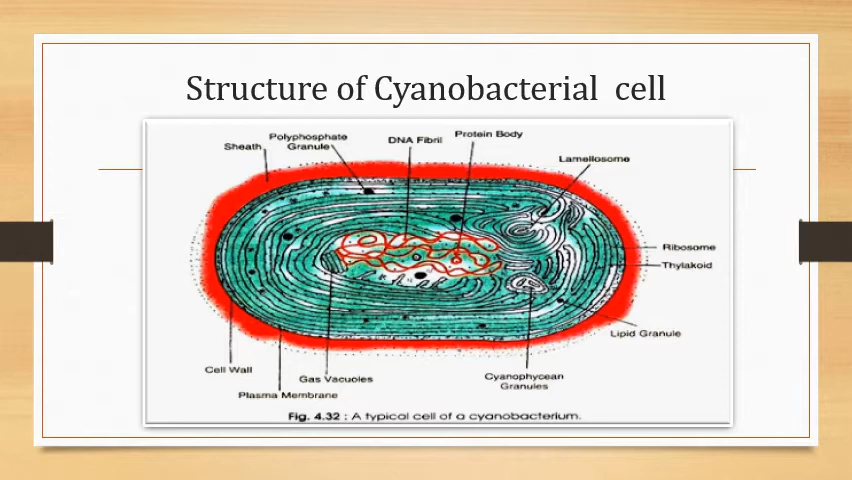 Structure of Cyanobacterial cell
Polyphosphate
Granule
Sheath
DNA Fibril
Protein Body
Lamellosome
Ribosome
Thylakoid
Lipid Granule
Cell Wall
Gas Vacuoles
Cyanophycean
Granules
Plasma Membrane
Fig. 4.32 : A typical cell of a cyanobacterium.